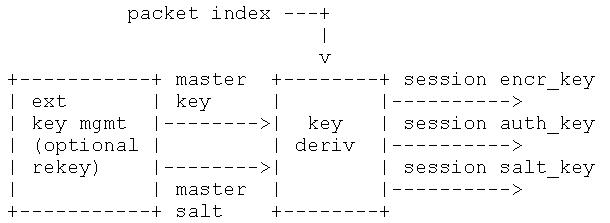 packet index ---+
|
v
+-----------+ master +--------+ session encr_key
| ext | key | |---------->
| key mgmt |-------->| key | session auth_key
| (optional | | deriv |---------->
| rekey) |-------->| | session salt_key
| | master | |---------->
+-----------+ salt +--------+